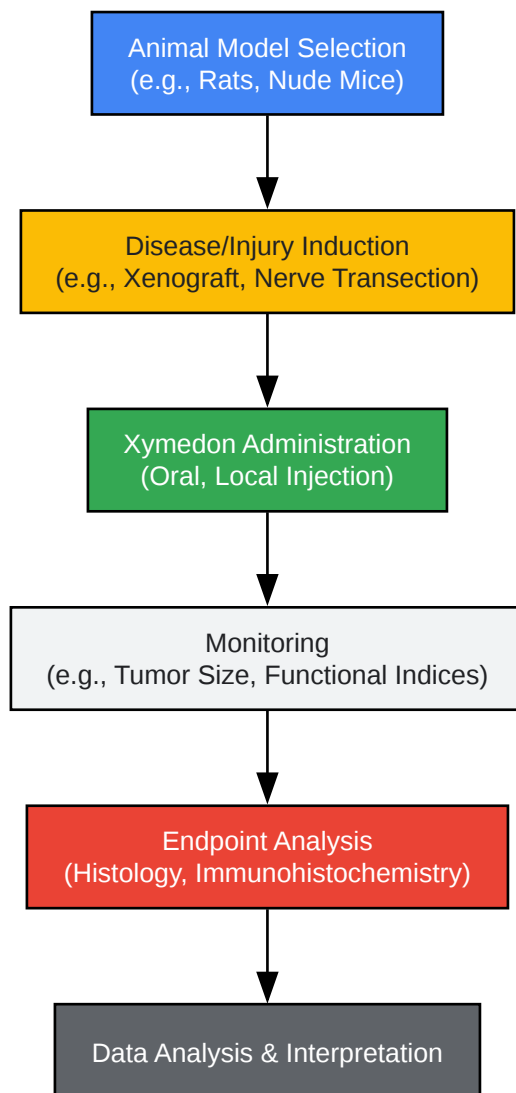 Animal Model Selection
(e.g., Rats, Nude Mice)
Disease/Injury Induction
(e.g., Xenograft, Nerve Transection)
Xymedon Administration
(Oral, Local Injection)
Monitoring
(e.g., Tumor Size, Functional Indices)
Endpoint Analysis
(Histology, Immunohistochemistry)
Data Analysis & Interpretation